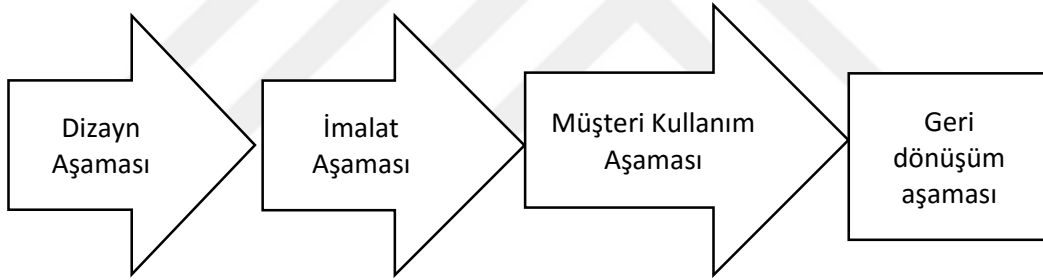 Dizayn
Aşaması
İmalat
Aşaması
Müşteri Kullanım
Aşaması
Geri
dönüşüm
aşaması